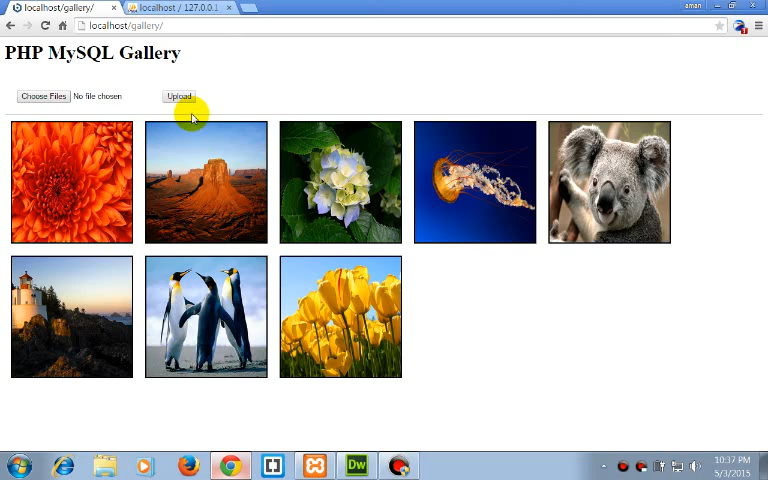 localhost/gallery/
localhost / 127.0.0.1
aman
localhost/gallery/
PHP MySQL Gallery
Choose Files No file chosen
Upload
Dw
10:37 PM
5/3/2015